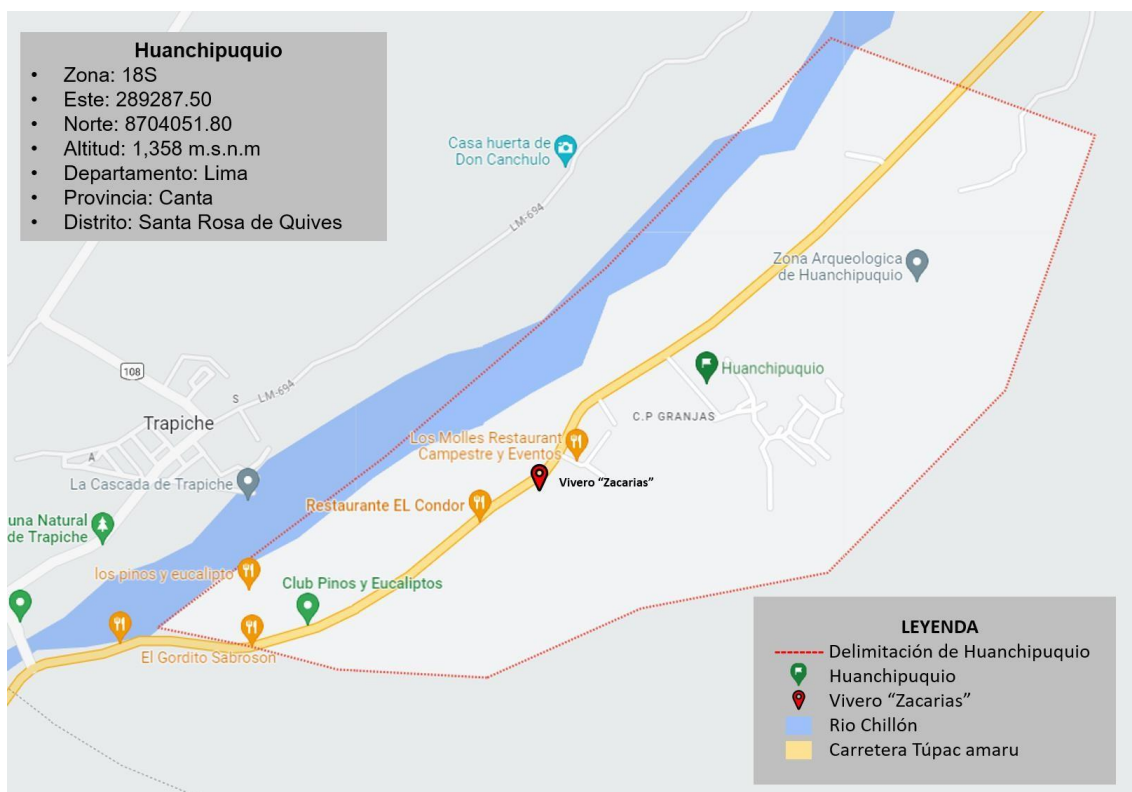 Huanchipuquio
• Zona: 18S
• Este: 289287.50
• Norte: 8704051.80
• Altitud: 1,358 m.s.n.m
• Departamento: Lima
• Provincia: Canta
• Distrito: Santa Rosa de Quives
Casa huerta de
Don Canchulo
LM-694
Zona Arqueologica
de Huanchipuquio
108
LM-694
S
Huanchipuquio
Trapiche
C.P GRANJAS
A
Los Molles Restaurant
Campestre y Eventos
La Cascada de Trapiche
Vivero "Zacarias"
Restaurante EL Condor
una Natural
de Trapiche
los pinos y eucalipto
Club Pinos y Eucaliptos
El Gordito Sabroson
LEYENDA
Delimitación de Huanchipuquio
Huanchipuquio
Vivero "Zacarias"
Rio Chillón
Carretera Túpac amaru